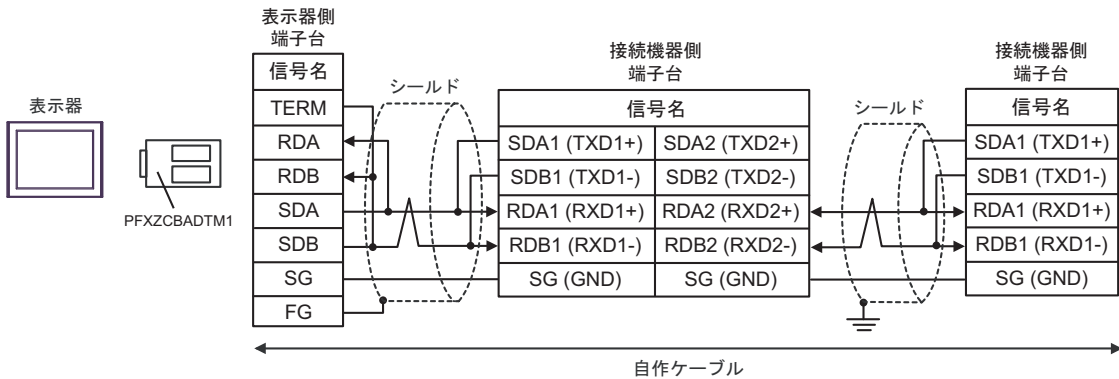 表示器
PFXZCBADTM1
表示器側
端子台
信号名
TERM
RDA
RDB
SDA
SDB
SG
FG
シールド
接続機器側
端子台
信号名
SDA1 (TXD1+) SDA2 (TXD2+)
SDB1 (TXD1-) SDB2 (TXD2-)
RDA1 (RXD1+) RDA2 (RXD2+)
RDB1 (RXD1-) RDB2 (RXD2-)
SG (GND) SG (GND)
シールド
接続機器側
端子台
信号名
SDA1 (TXD1+)
SDB1 (TXD1-)
RDA1 (RXD1+)
RDB1 (RXD1-)
SG (GND)
自作ケーブル